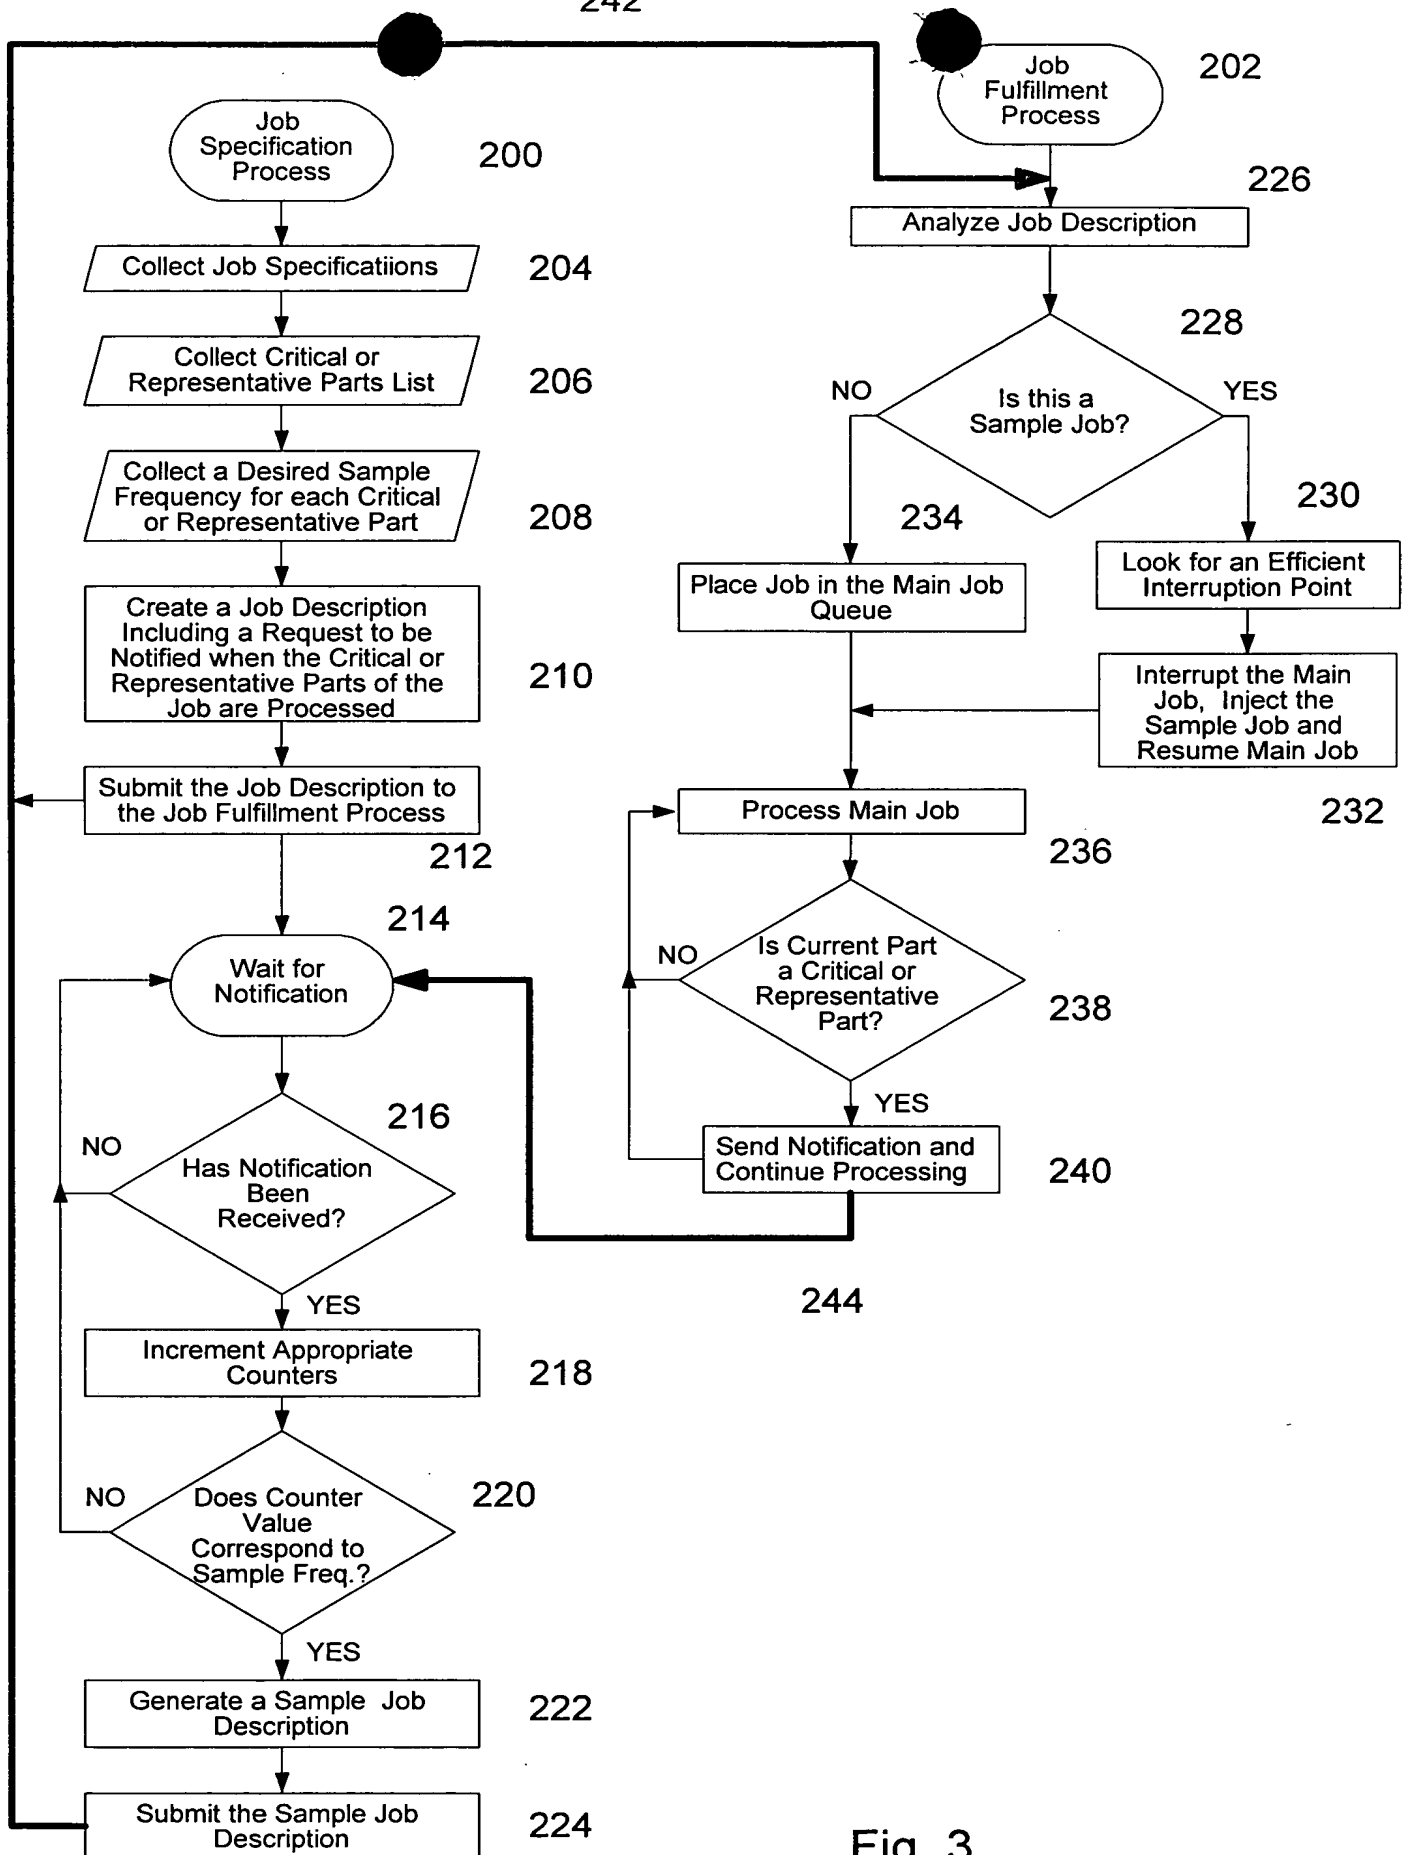 242
Job
Fulfillment
Process
202
Job
Specification
Process
200
226
Analyze Job Description
Collect Job Specificatiions
204
228
Collect Critical or
Representative Parts List
206
NO
YES
Is this a
Sample Job?
Collect a Desired Sample
Frequency for each Critical
or Representative Part
208
234
230
Place Job in the Main Job
Queue
Look for an Efficient
Interruption Point
Create a Job Description
Including a Request to be
Notified when the Critical or
Representative Parts of the
Job are Processed
210
Interrupt the Main
Job, Inject the
Sample Job and
Resume Main Job
232
Submit the Job Description to
the Job Fulfillment Process
212
Process Main Job
236
214
Wait for
Notification
NO
Is Current Part
a Critical or
Representative
Part?
238
YES
216
NO
Has Notification
Been
Received?
Send Notification and
Continue Processing
240
244
YES
Increment Appropriate
Counters
218
NO
Does Counter
Value
Correspond to
Sample Freq.?
220
YES
Generate a Sample Job
Description
222
Submit the Sample Job
Description
224
Fig. 3